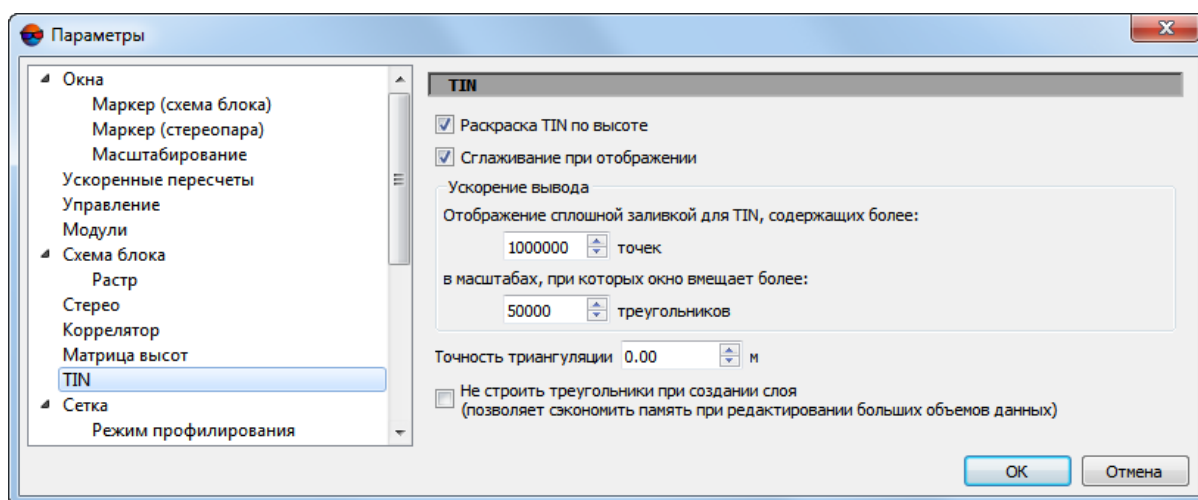 Параметры
Окна
Маркер (схема блока)
Маркер (стереопара)
Масштабирование
Ускоренные пересчеты
Управление
Модули
Схема блока
Растр
Стерео
Коррелятор
Матрица высот
TIN
Сетка
Режим профилирования
TIN
Раскраска TIN по высоте
Сглаживание при отображении
Ускорение вывода
Отображение сплошной заливкой для TIN, содержащих более:
1000000 точек
в масштабах, при которых окно вмещает более:
50000 треугольников
Точность триангуляции 0.00 м
Не строить треугольники при создании слоя
(позволяет сэкономить память при редактировании больших объемов данных)
OK Отмена